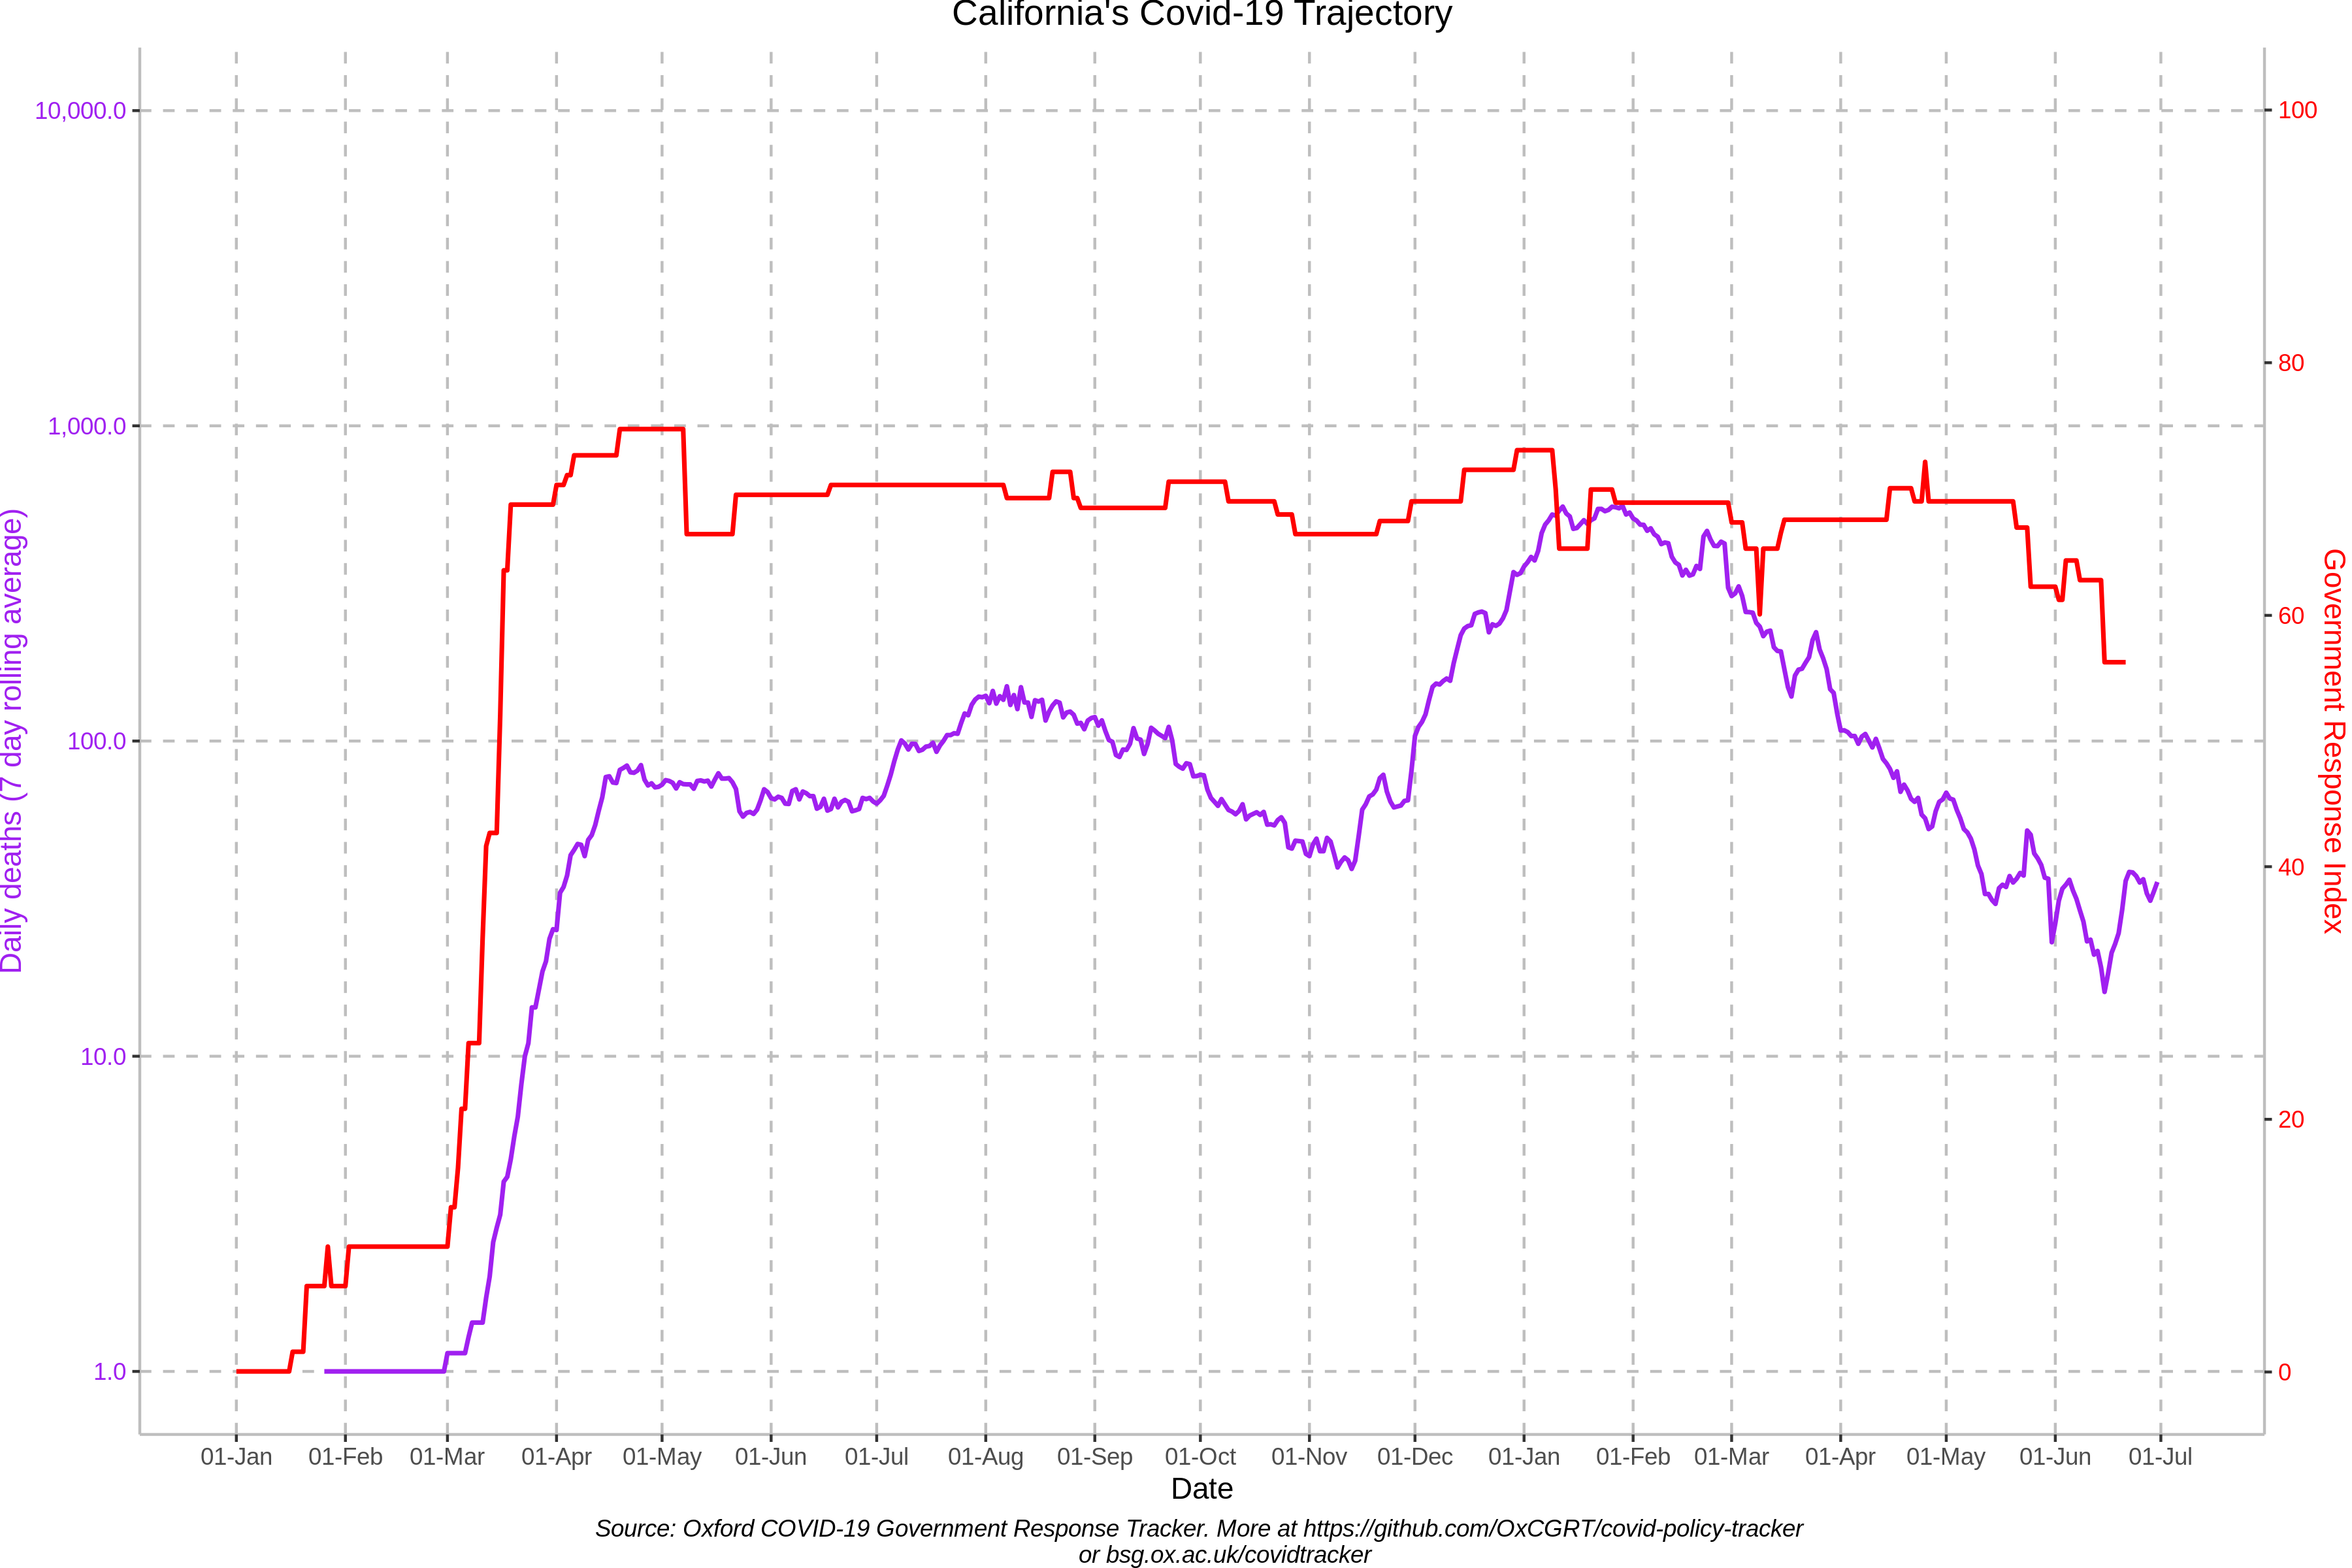 California's Covid-19 Trajectory
10,000.0
1,000.0
100.0
10.0
1.0
Daily deaths (7 day rolling average)
100
80
60
40
20
0
Government Response Index
01-Jan 01-Feb 01-Mar 01-Apr 01-May 01-Jun 01-Jul 01-Aug 01-Sep 01-Oct 01-Nov 01-Dec 01-Jan 01-Feb 01-Mar 01-Apr 01-May 01-Jun 01-Jul
Date
Source: Oxford COVID-19 Government Response Tracker. More at https://github.com/OxCGRT/covid-policy-tracker
or bsg.ox.ac.uk/covidtracker